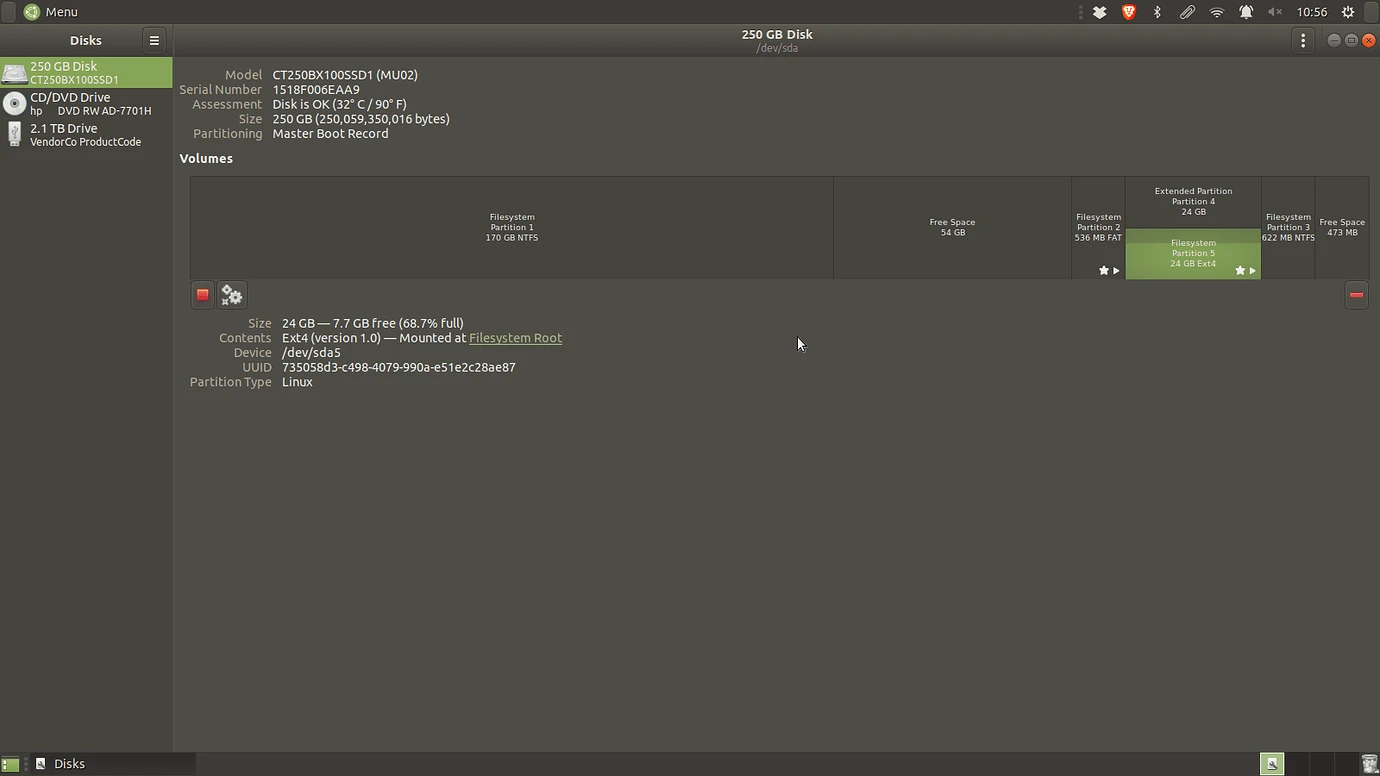 Menu
10:56
Disks
250 GB Disk
/dev/sda
250 GB Disk
CT250BX100SSD1
CD/DVD Drive
hp DVD RW AD-7701H
2.1 TB Drive
VendorCo ProductCode
Model CT250BX100SSD1 (MU02)
Serial Number 1518F006EAA9
Assessment Disk is OK (32° C / 90° F)
Size 250 GB (250,059,350,016 bytes)
Partitioning Master Boot Record
Volumes
Filesystem
Partition 1
170 GB NTFS
Free Space
54 GB
Filesystem
Partition 2
536 MB FAT
Extended Partition
Partition 4
24 GB
Filesystem
Partition 5
24 GB Ext4
Filesystem
Partition 3
622 MB NTFS
Free Space
473 MB
Size 24 GB — 7.7 GB free (68.7% full)
Contents Ext4 (version 1.0) — Mounted at Filesystem Root
Device /dev/sda5
UUID 735058d3-c498-4079-990a-e51e2c28ae87
Partition Type Linux
Disks